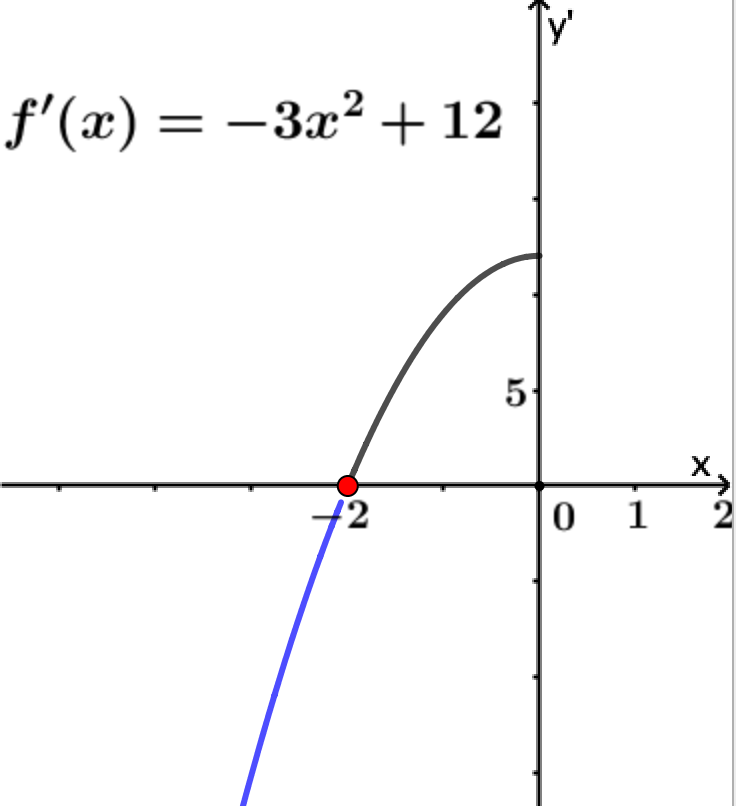 y'
f′(x) = −3x² + 12
5
x
−2 0 1 2